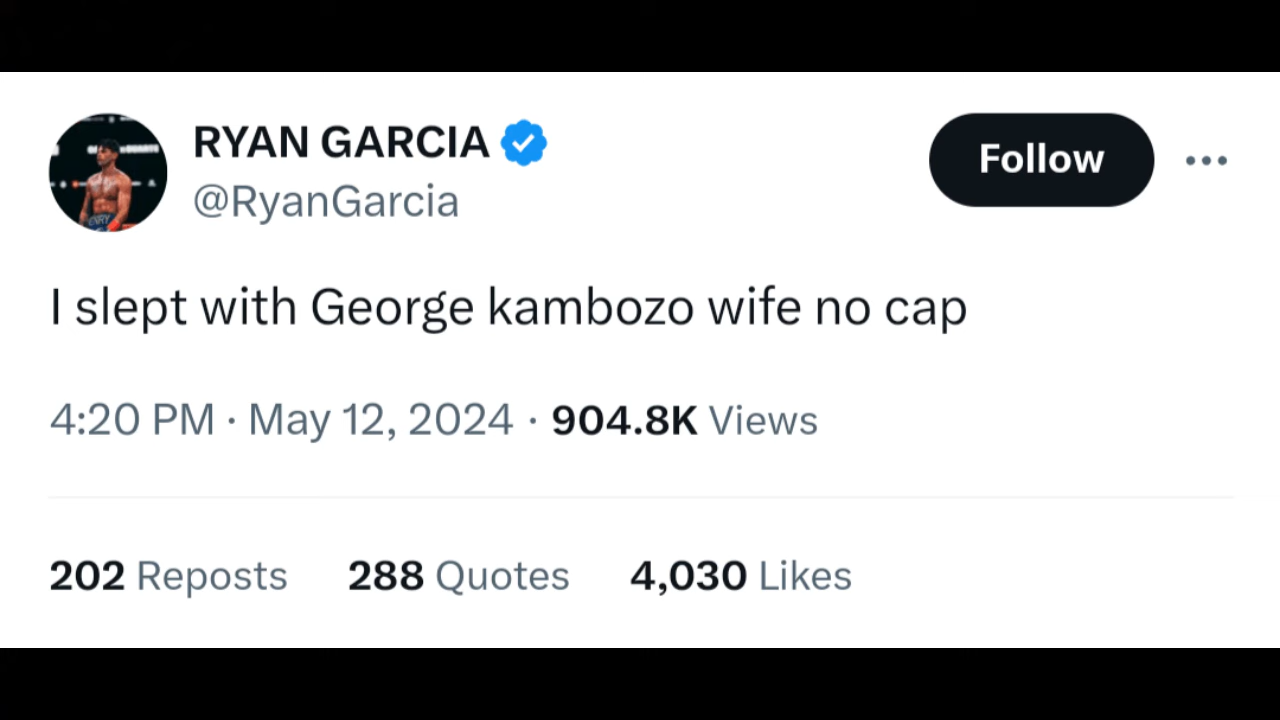 RYAN GARCIA
@RyanGarcia
Follow
I slept with George kambozo wife no cap
4:20 PM · May 12, 2024 · 904.8K Views
202 Reposts 288 Quotes 4,030 Likes